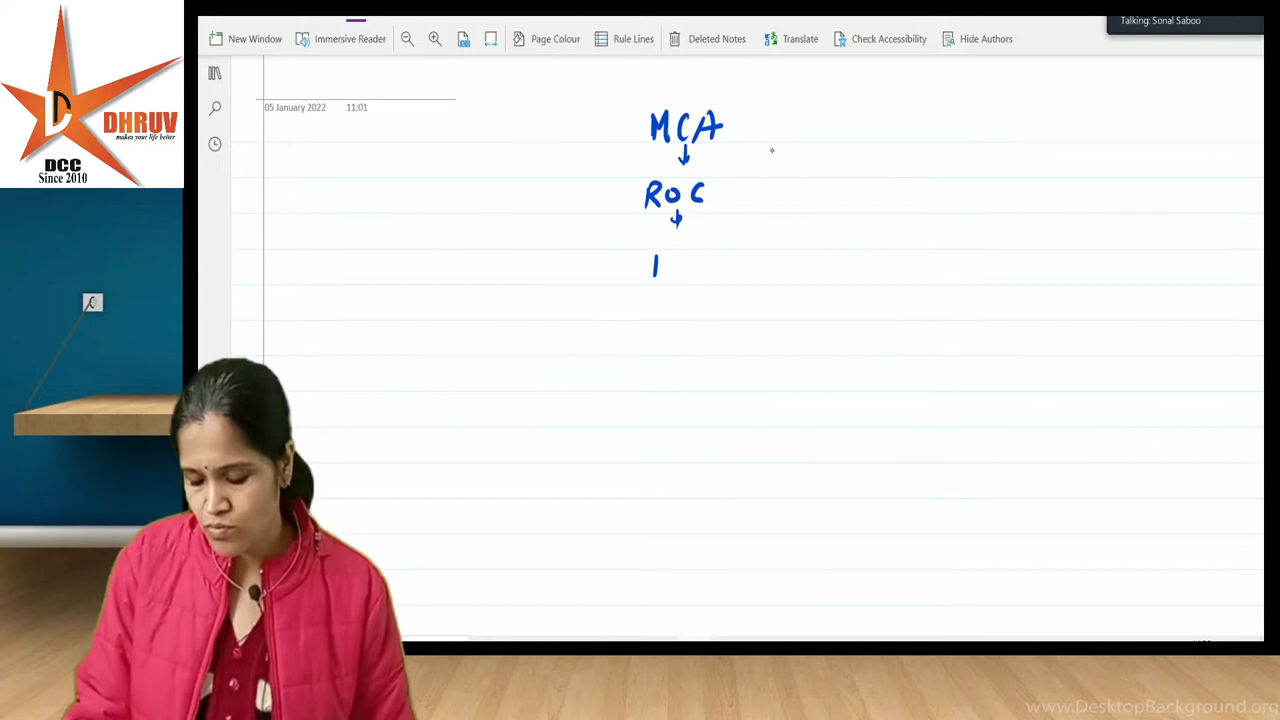 Talking: Sonal Saboo
New Window Immersive Reader Page Colour Rule Lines Deleted Notes Translate Check Accessibility Hide Authors
D
DHRUV
makes your life better
DCC
Since 2010
05 January 2022 11:01
MCA
ROC
I
www.DesktopBackground.org